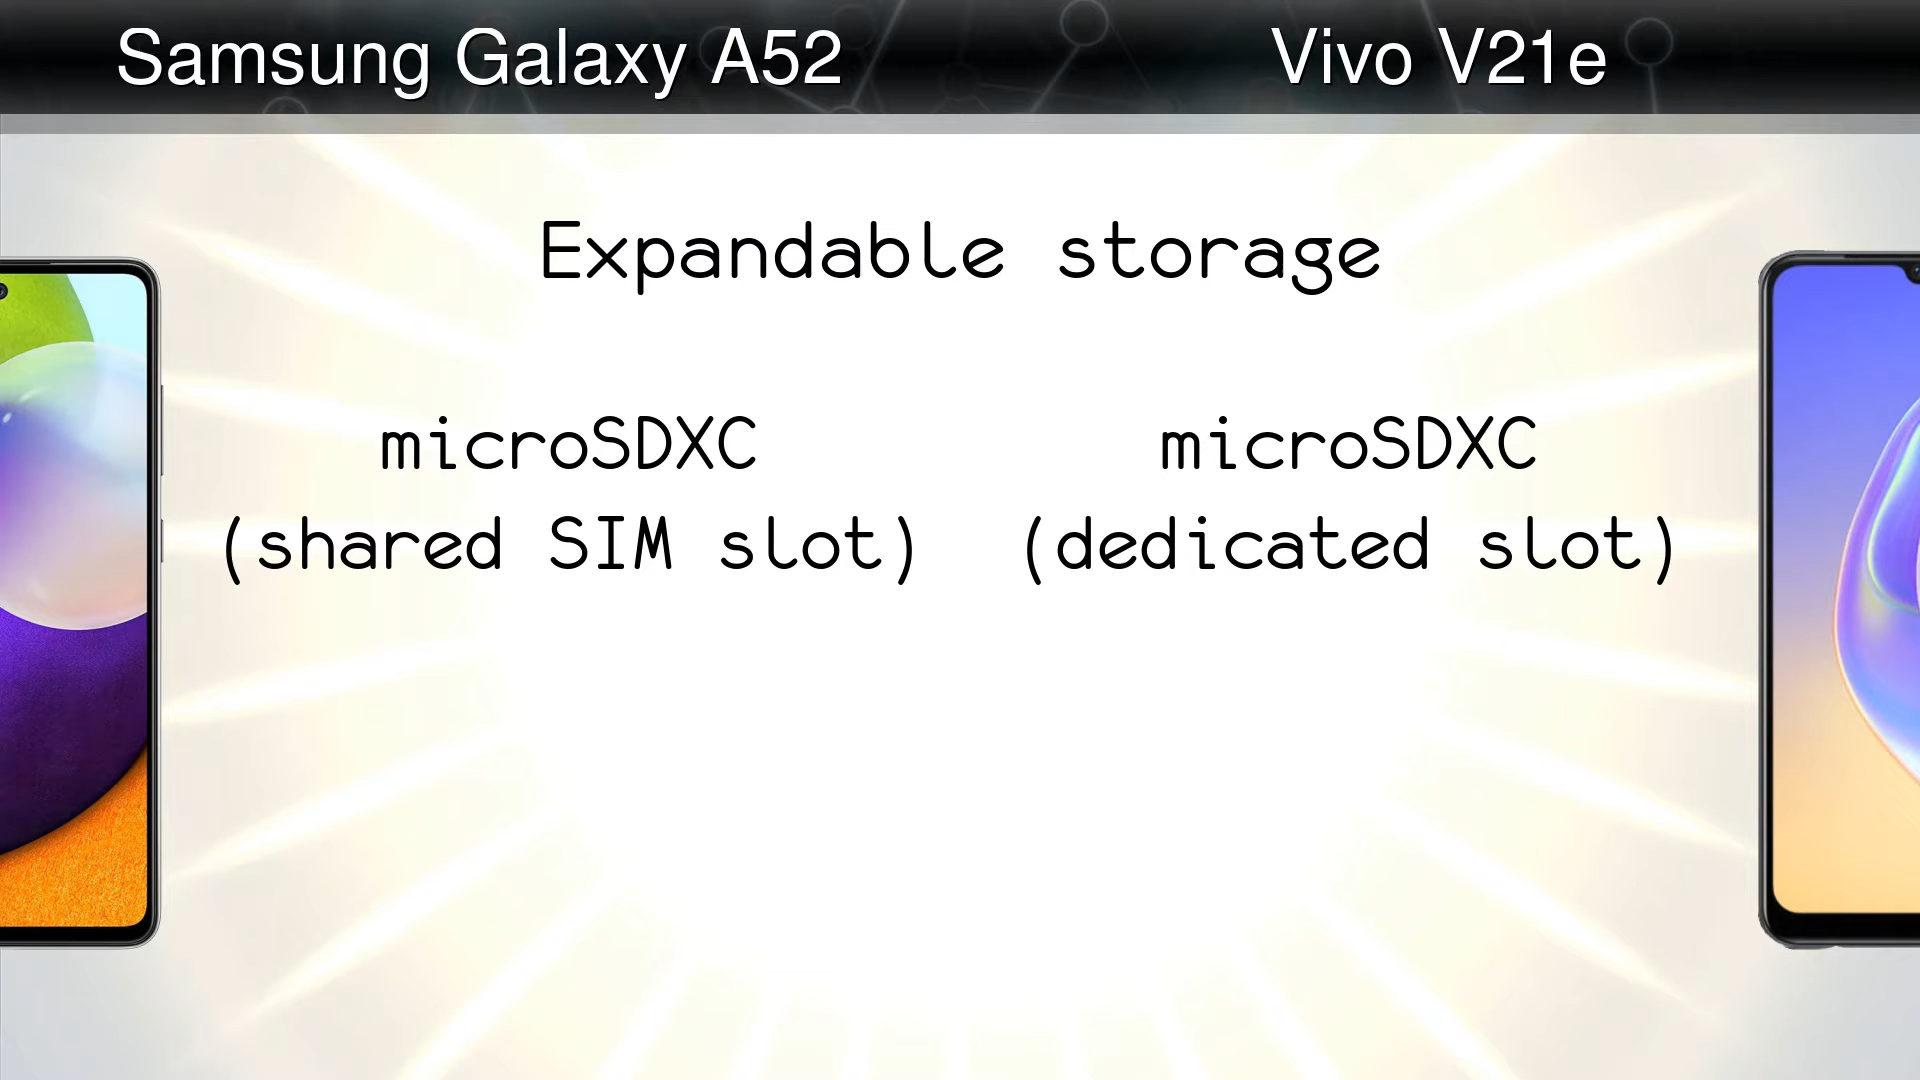 Samsung Galaxy A52
Vivo V21e
Expandable storage
microSDXC
(shared SIM slot)
microSDXC
(dedicated slot)